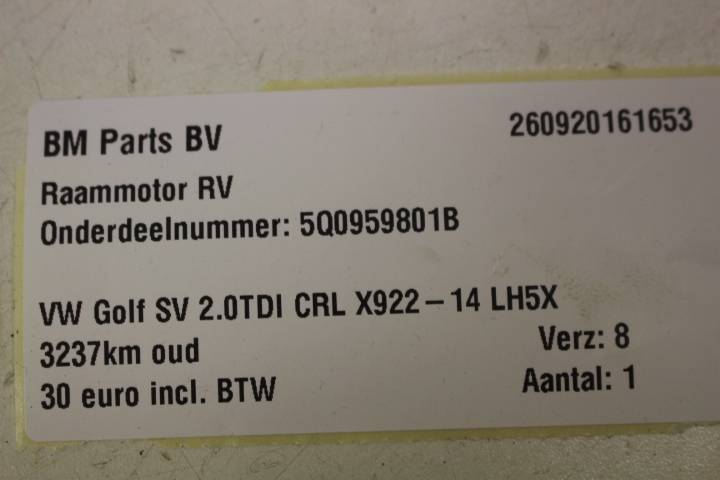 BM Parts BV 260920161653
Raammotor RV
Onderdeelnummer: 5Q0959801B
VW Golf SV 2.0TDI CRL X922-14 LH5X
3237km oud Verz: 8
30 euro incl. BTW Aantal: 1